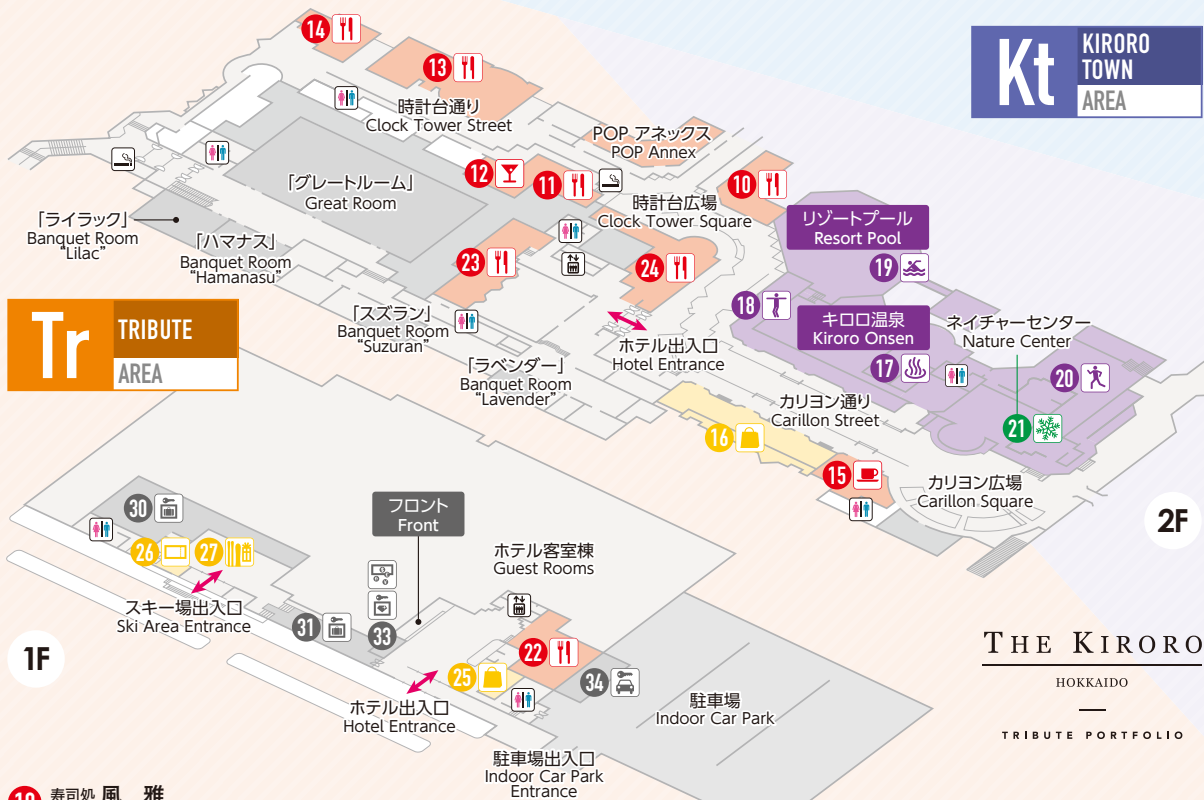 14
13
時計台通り
Clock Tower Street
Kt
KIRORO
TOWN
AREA
POP アネックス
POP Annex
12
11
10
「グレートルーム」
Great Room
時計台広場
Clock Tower Square
リゾートプール
Resort Pool
19
「ライラック」
Banquet Room
“Lilac”
「ハマナス」
Banquet Room
“Hamanasu”
23
24
18
キロロ温泉
Kiroro Onsen
17
ネイチャーセンター
Nature Center
20
21
Tr
TRIBUTE
AREA
「スズラン」
Banquet Room
“Suzuran”
ホテル出入口
Hotel Entrance
「ラベンダー」
Banquet Room
“Lavender”
カリヨン通り
Carillon Street
16
15
カリヨン広場
Carillon Square
2F
30
フロント
Front
26
27
ホテル客室棟
Guest Rooms
スキー場出入口
Ski Area Entrance
31
33
22
1F
25
34
ホテル出入口
Hotel Entrance
駐車場
Indoor Car Park
駐車場出入口
Indoor Car Park
Entrance
THE KIRORO
HOKKAIDO
TRIBUTE PORTFOLIO
寿司処 風 雅